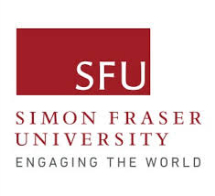 SFU
SIMON FRASER
UNIVERSITY
ENGAGING THE WORLD